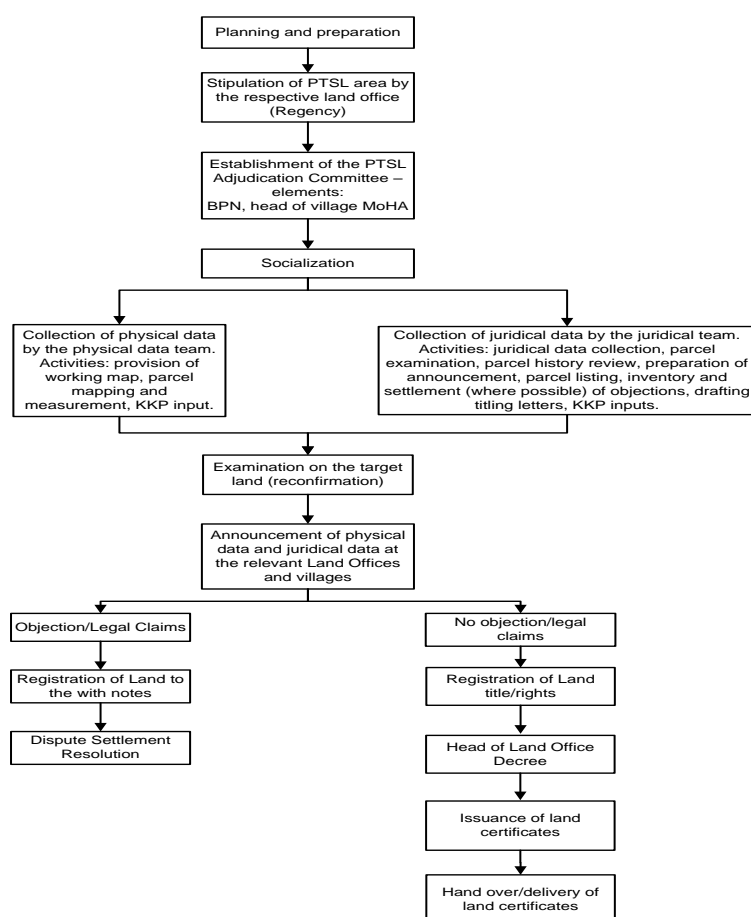 Planning and preparation
Stipulation of PTSL area by
the respective land office
(Regency)
Establishment of the PTSL
Adjudication Committee –
elements:
BPN, head of village MoHA
Socialization
Collection of physical data
by the physical data team.
Activities: provision of
working map, parcel
mapping and
measurement, KKP input.
Collection of juridical data by the juridical team.
Activities: juridical data collection, parcel
examination, parcel history review, preparation of
announcement, parcel listing, inventory and
settlement (where possible) of objections, drafting
titling letters, KKP inputs.
Examination on the target
land (reconfirmation)
Announcement of physical
data and juridical data at
the relevant Land Offices
and villages
Objection/Legal Claims
Registration of Land to
the with notes
Dispute Settlement
Resolution
No objection/legal
claims
Registration of Land
title/rights
Head of Land Office
Decree
Issuance of land
certificates
Hand over/delivery of
land certificates